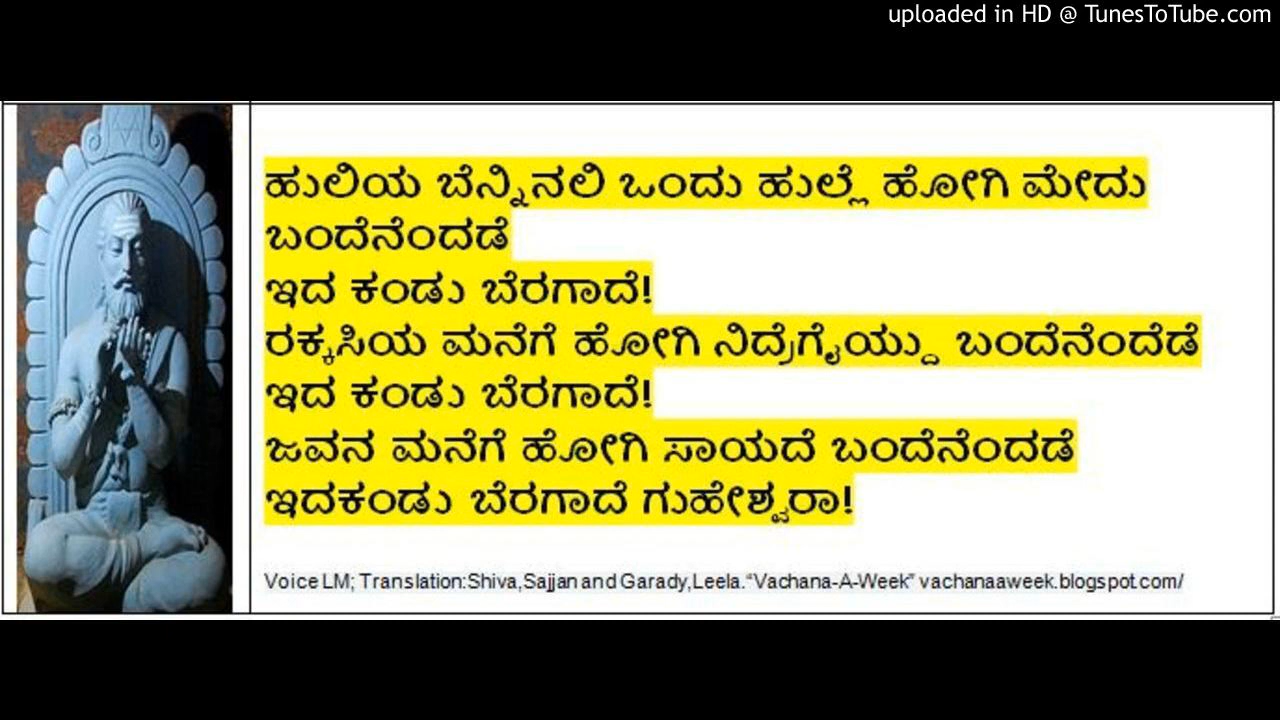 uploaded in HD @ TunesToTube.com
ಹುಲಿಯ ಬೆನ್ನಿನಲಿ ಒಂದು ಹುಲ್ಲೆ ಹೋಗಿ ಮೇದು
ಬಂದೆನೆಂದಡೆ
ಇದ ಕಂಡು ಬೆರಗಾದೆ!
ರಕ್ಕಸಿಯ ಮನೆಗೆ ಹೋಗಿ ನಿದ್ರೆಗೈಯ್ದು ಬಂದೆನೆಂದೆಡೆ
ಇದ ಕಂಡು ಬೆರಗಾದೆ!
ಜವನ ಮನೆಗೆ ಹೋಗಿ ಸಾಯದೆ ಬಂದೆನೆಂದಡೆ
ಇದಕಂಡು ಬೆರಗಾದೆ ಗುಹೇಶ್ವರಾ!
Voice LM; Translation:Shiva,Sajjan and Garady,Leela.“Vachana-A-Week” vachanaaweek.blogspot.com/